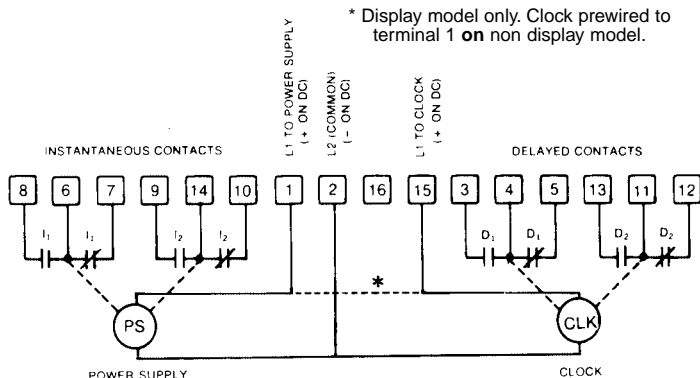 * Display model only. Clock prewired to
terminal 1 on non display model.
L1 TO POWER SUPPLY
(+ ON DC)
L2 (COMMON)
(− ON DC)
L1 TO CLOCK
(+ ON DC)
INSTANTANEOUS CONTACTS
DELAYED CONTACTS
8 6 7 9 14 10 1 2 16 15 3 4 5 13 11 12
I₁ I₁ I₂ I₂ D₁ D₁ D₂ D₂
*
PS
CLK
POWER SUPPLY
CLOCK